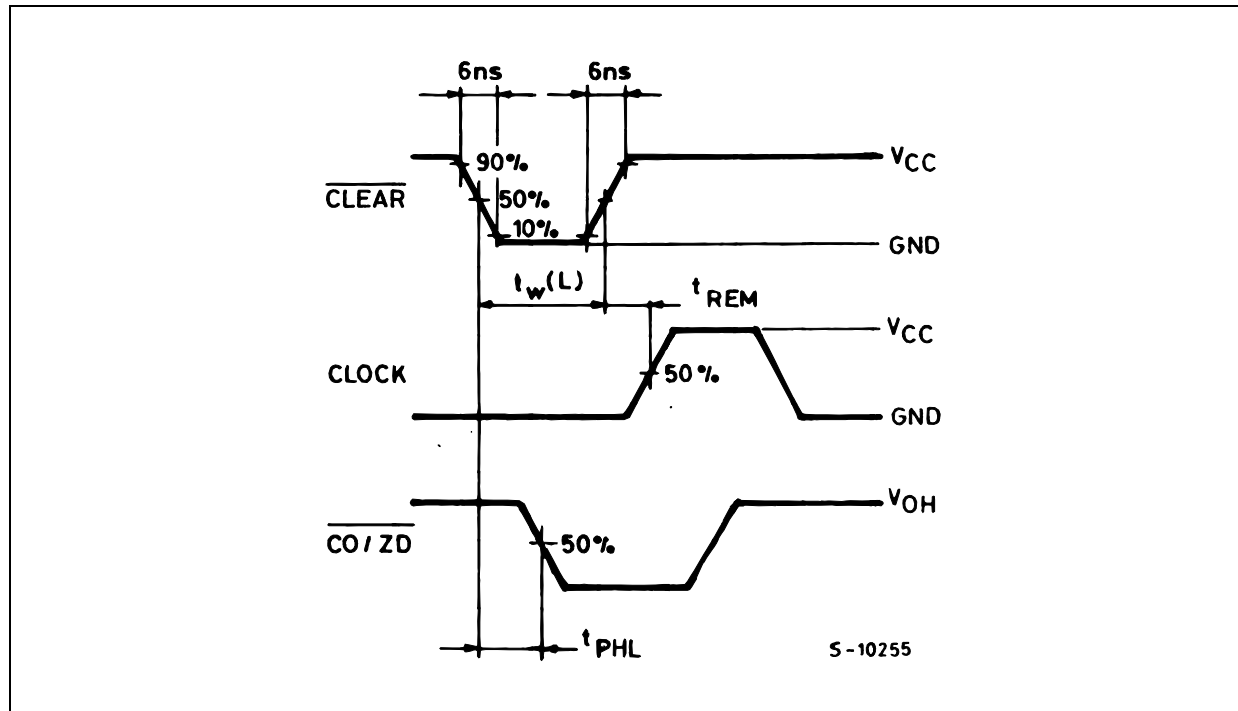 6ns 6ns
90%
VCC
CLEAR
50%
10%
GND
tw(L)
tREM
VCC
CLOCK
50%
GND
VOH
CO/ZD
50%
tPHL
S-10255